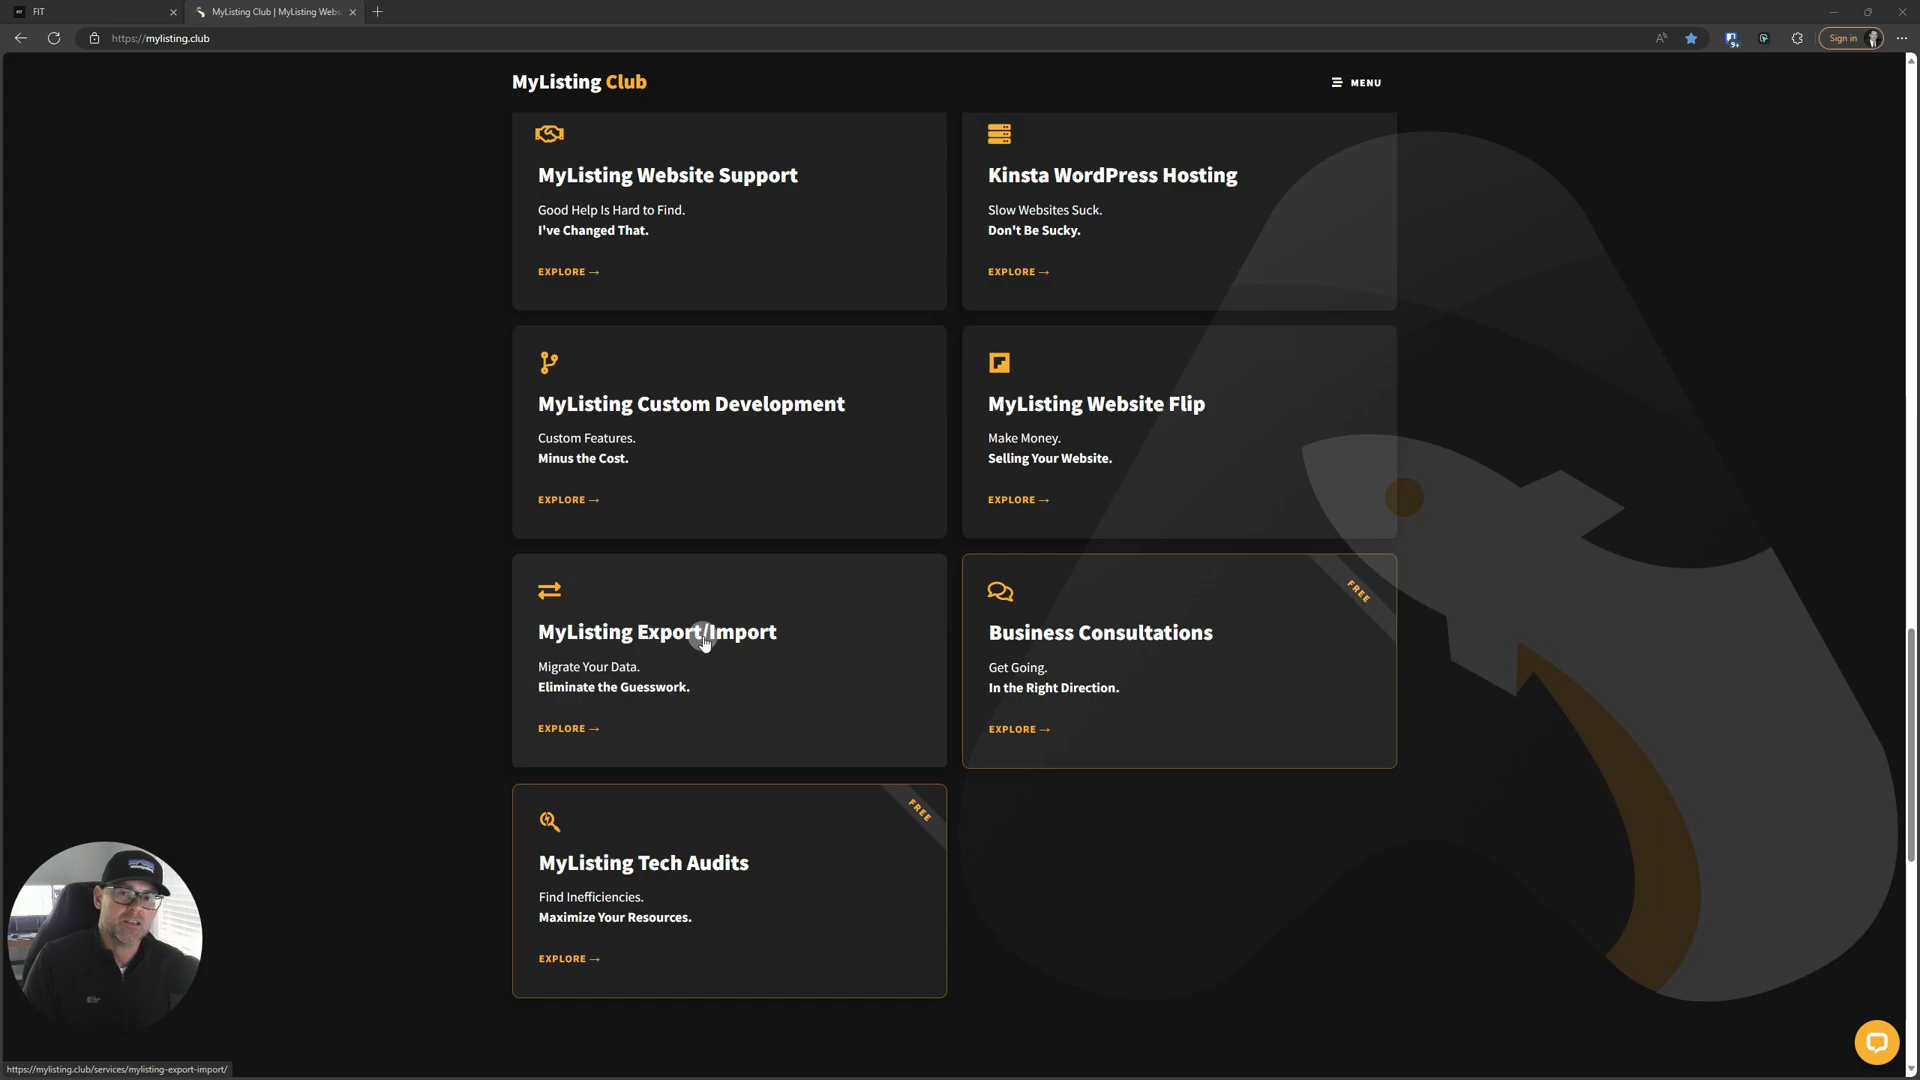 FIT
MyListing Club | MyListing Webs
https://mylisting.club
Sign in
9+
MyListing Club
MENU
MyListing Website Support
Good Help Is Hard to Find.
I've Changed That.
EXPLORE →
Kinsta WordPress Hosting
Slow Websites Suck.
Don't Be Sucky.
EXPLORE →
MyListing Custom Development
Custom Features.
Minus the Cost.
EXPLORE →
MyListing Website Flip
Make Money.
Selling Your Website.
EXPLORE →
MyListing Export/Import
Migrate Your Data.
Eliminate the Guesswork.
EXPLORE →
FREE
Business Consultations
Get Going.
In the Right Direction.
EXPLORE →
FREE
MyListing Tech Audits
Find Inefficiencies.
Maximize Your Resources.
EXPLORE →
https://mylisting.club/services/mylisting-export-import/